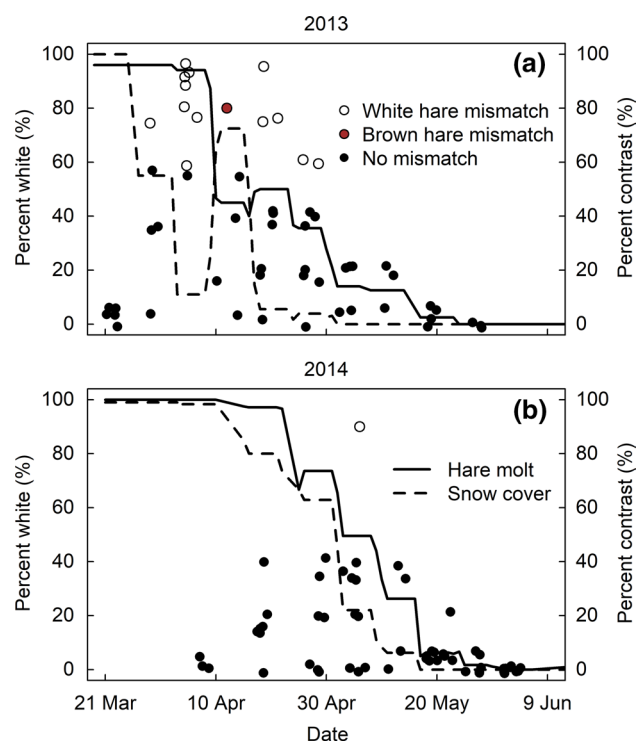 2013
(a)
100
80
60
40
20
0
Percent white (%)
100
80
60
40
20
0
Percent contrast (%)
White hare mismatch
Brown hare mismatch
No mismatch
2014
(b)
100
80
60
40
20
0
Percent white (%)
100
80
60
40
20
0
Percent contrast (%)
Hare molt
Snow cover
21 Mar 10 Apr 30 Apr 20 May 9 Jun
Date